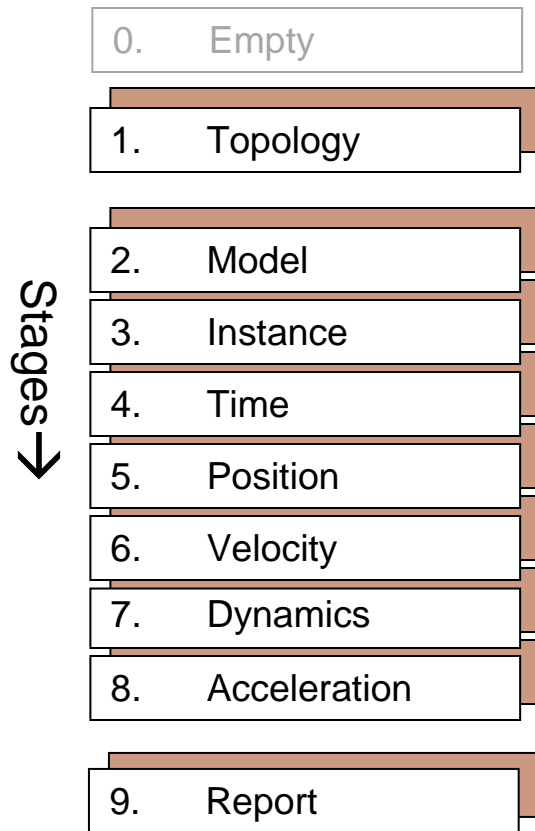 0. Empty
1. Topology
2. Model
3. Instance
4. Time
5. Position
6. Velocity
7. Dynamics
8. Acceleration
9. Report
Stages→